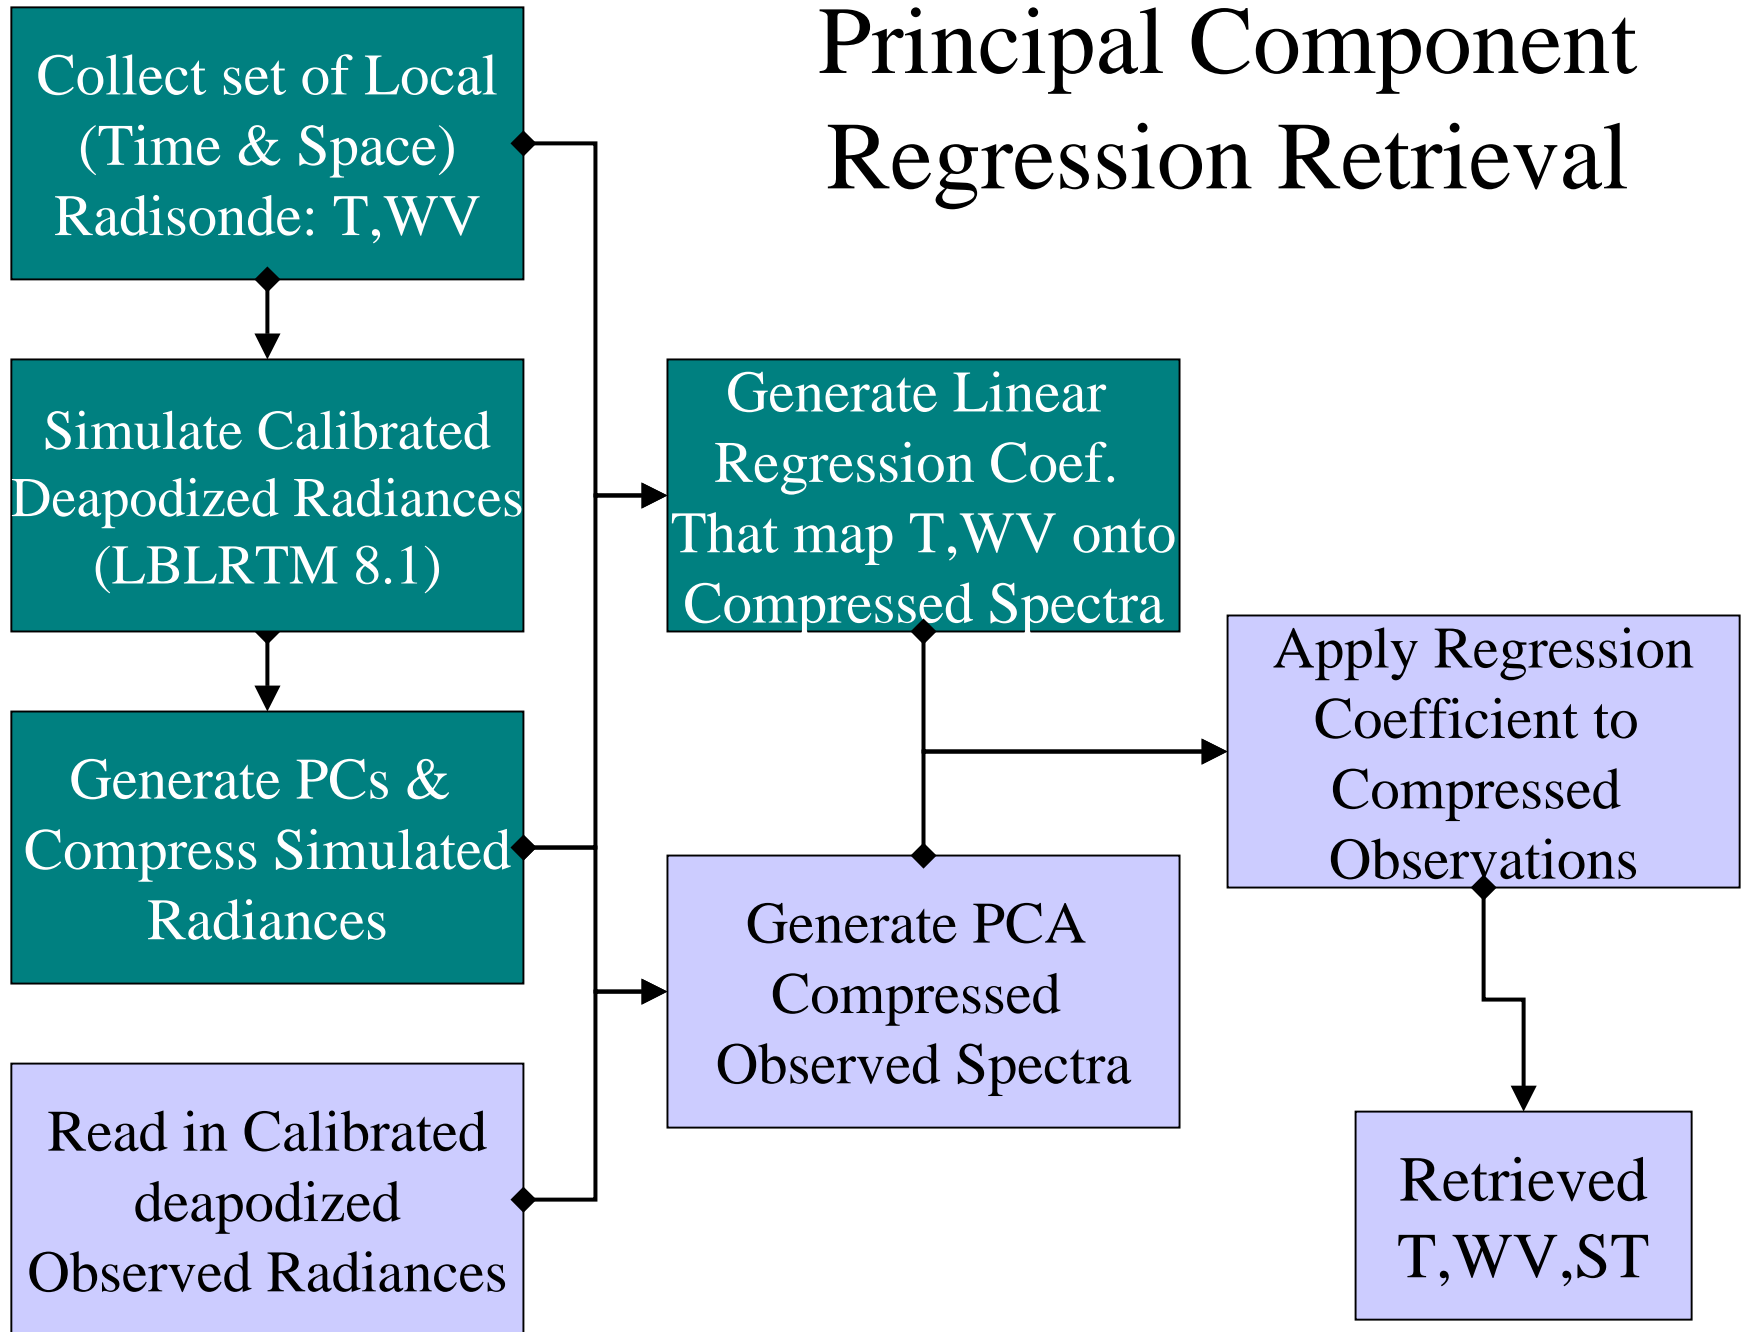 Principal Component
Regression Retrieval
Collect set of Local
(Time & Space)
Radisonde: T,WV
Simulate Calibrated
Deapodized Radiances
(LBLRTM 8.1)
Generate PCs &
Compress Simulated
Radiances
Read in Calibrated
deapodized
Observed Radiances
Generate Linear
Regression Coef.
That map T,WV onto
Compressed Spectra
Generate PCA
Compressed
Observed Spectra
Apply Regression
Coefficient to
Compressed
Observations
Retrieved
T,WV,ST